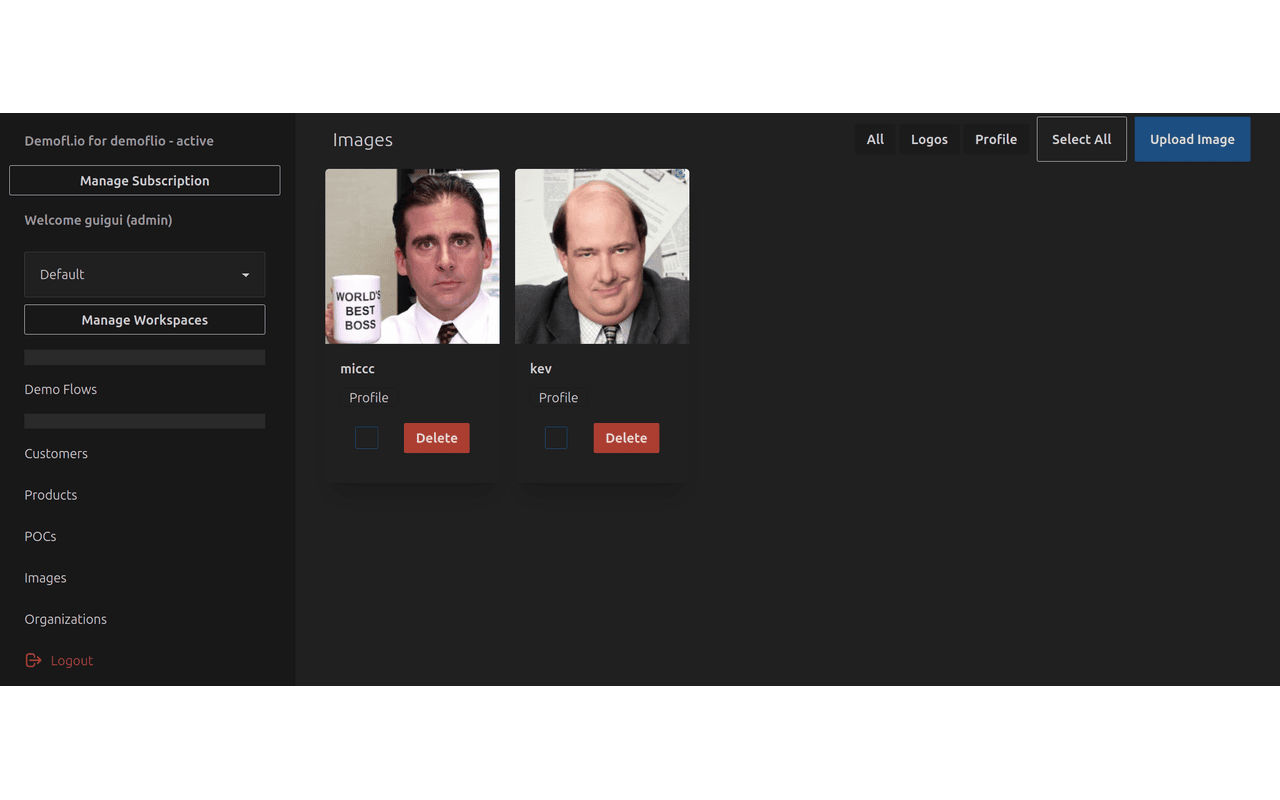 Demofl.io for demoflio - active
Manage Subscription
Welcome guigui (admin)
Default
Manage Workspaces
Demo Flows
Customers
Products
POCs
Images
Organizations
Logout
Images
All
Logos
Profile
Select All
Upload Image
WORLD'S
BEST
BOSS
miccc
Profile
Delete
kev
Profile
Delete